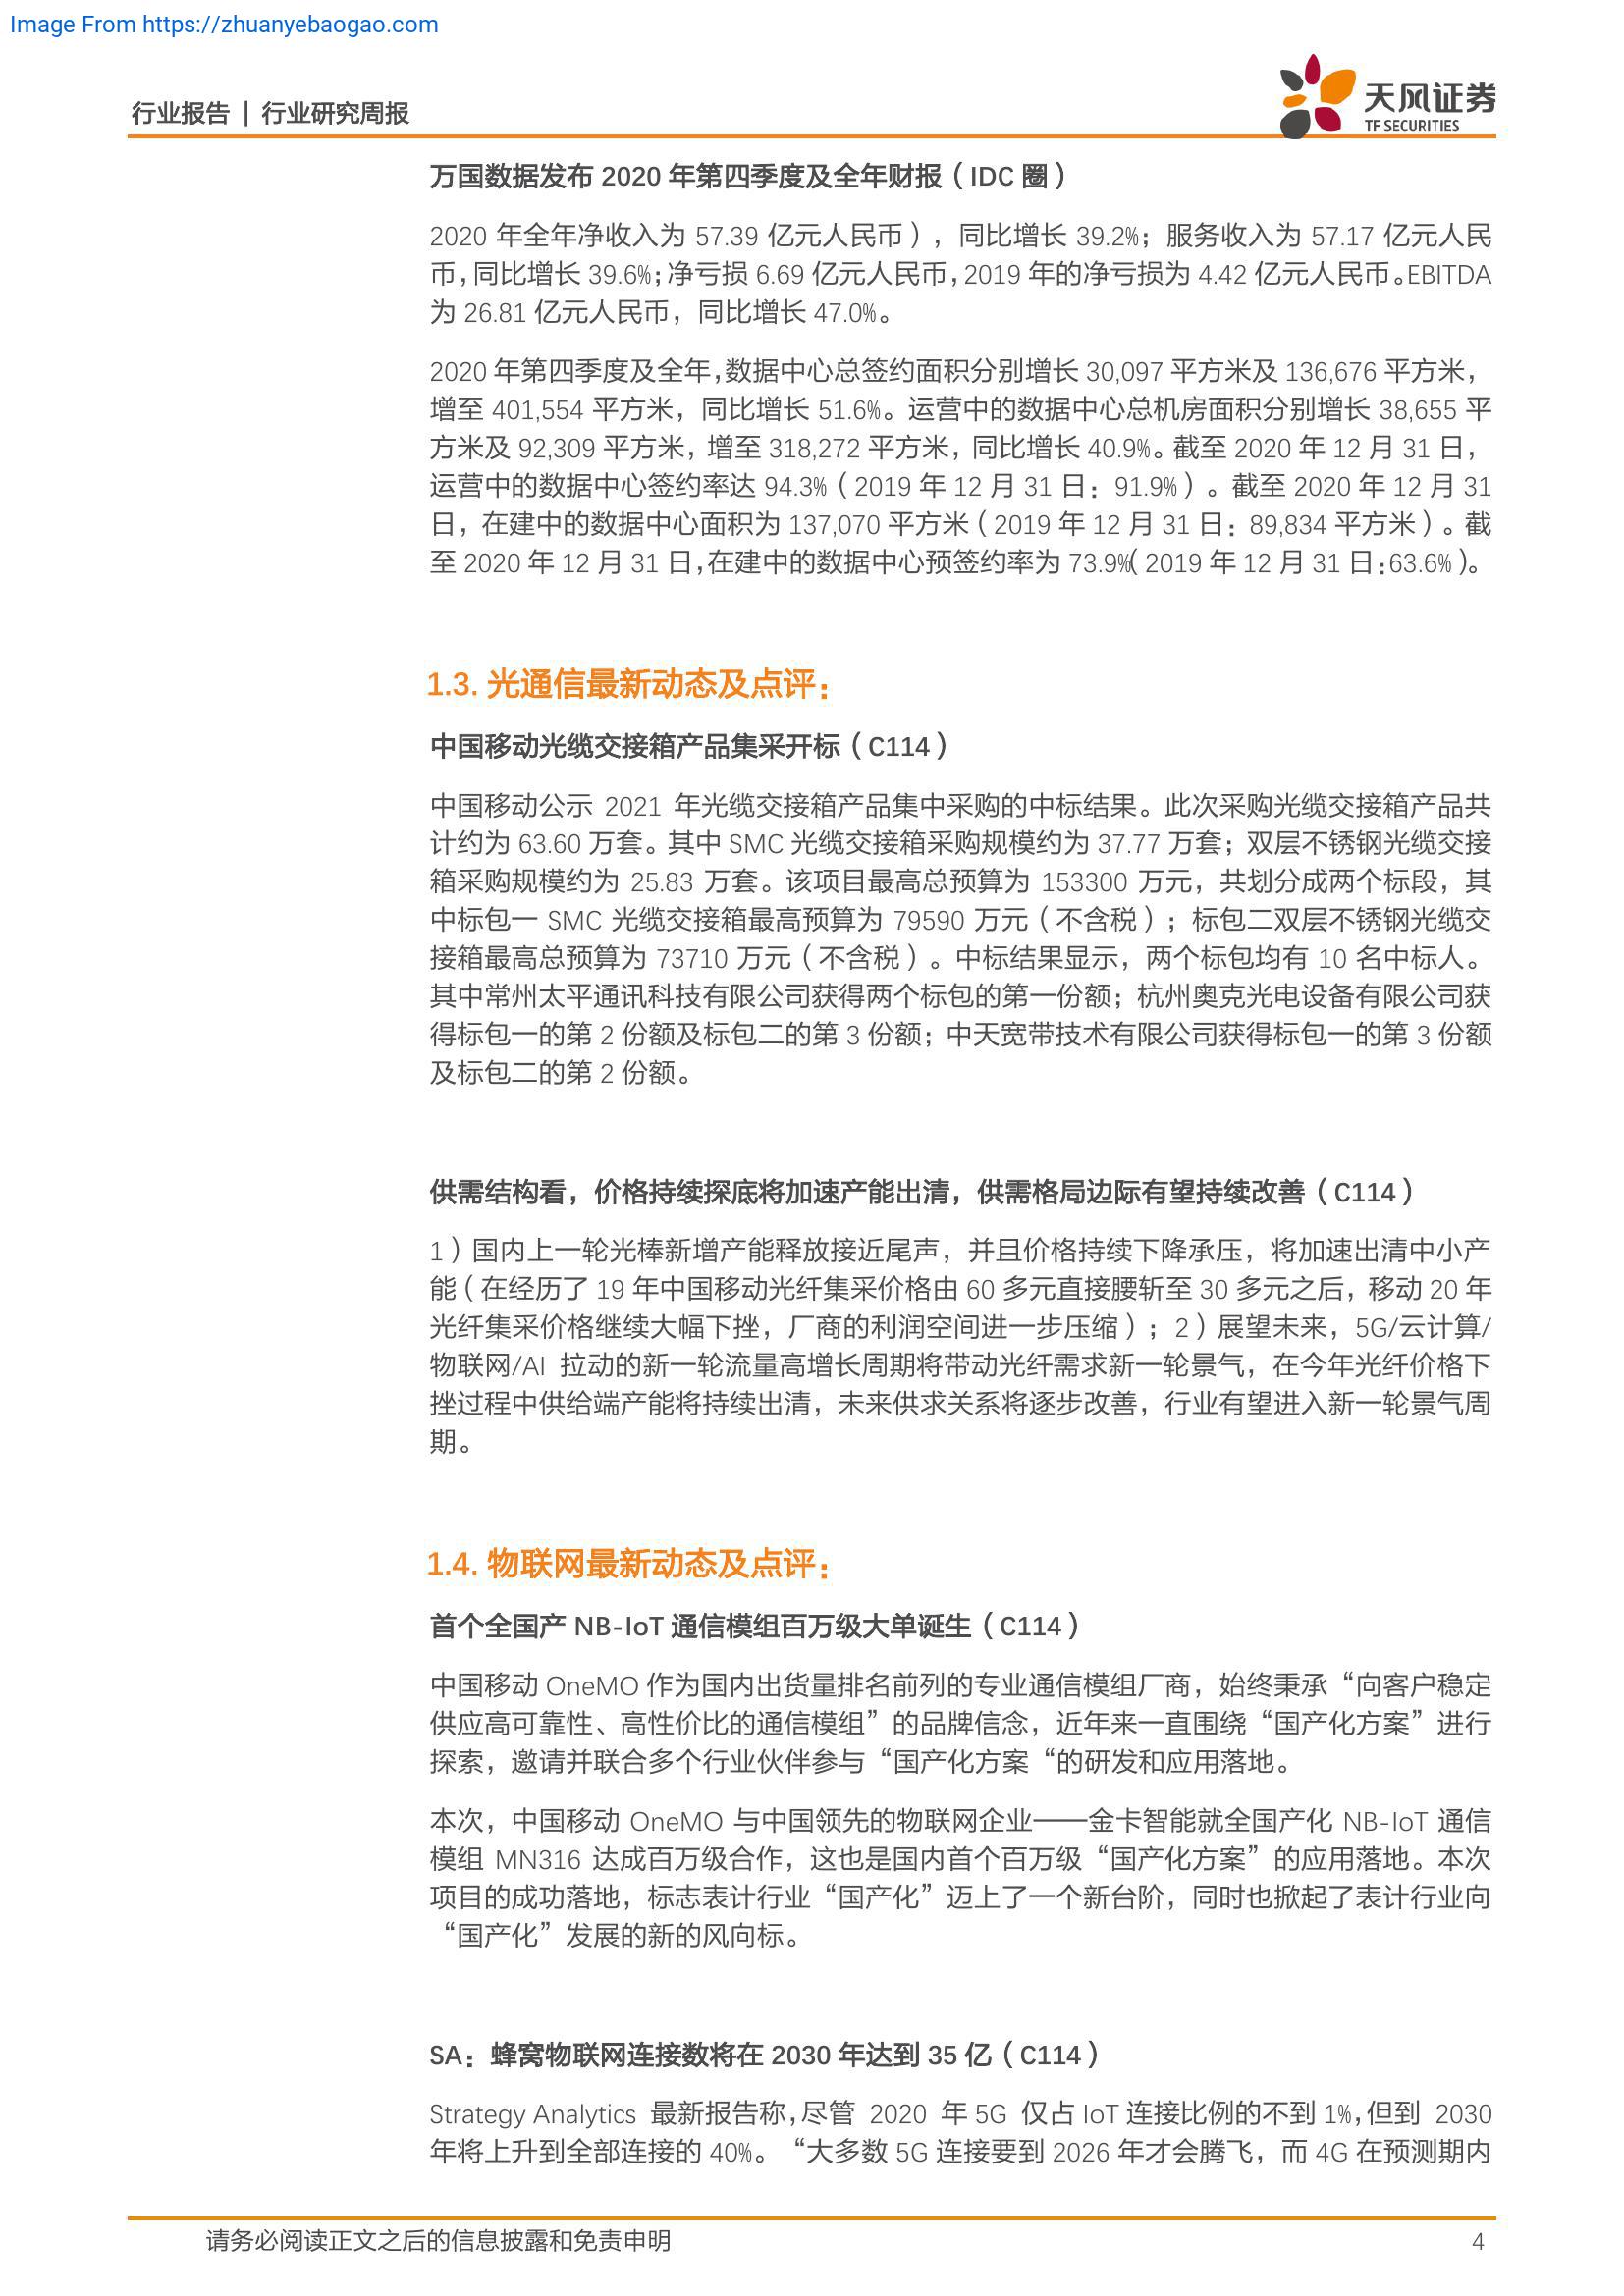 Image From https://zhuanyebaogao.com
行业报告 | 行业研究周报
天风证券
TF SECURITIES
万国数据发布 2020 年第四季度及全年财报（IDC 圈）
2020 年全年净收入为 57.39 亿元人民币），同比增长 39.2%；服务收入为 57.17 亿元人民
币，同比增长 39.6%；净亏损 6.69 亿元人民币，2019 年的净亏损为 4.42 亿元人民币。EBITDA
为 26.81 亿元人民币，同比增长 47.0%。
2020 年第四季度及全年，数据中心总签约面积分别增长 30,097 平方米及 136,676 平方米，
增至 401,554 平方米，同比增长 51.6%。运营中的数据中心总机房面积分别增长 38,655 平
方米及 92,309 平方米，增至 318,272 平方米，同比增长 40.9%。截至 2020 年 12 月 31 日，
运营中的数据中心签约率达 94.3%（2019 年 12 月 31 日：91.9%）。截至 2020 年 12 月 31
日，在建中的数据中心面积为 137,070 平方米（2019 年 12 月 31 日：89,834 平方米）。截
至 2020 年 12 月 31 日，在建中的数据中心预签约率为 73.9%（2019 年 12 月 31 日：63.6%）。
1.3. 光通信最新动态及点评：
中国移动光缆交接箱产品集采开标（C114）
中国移动公示 2021 年光缆交接箱产品集中采购的中标结果。此次采购光缆交接箱产品共
计约为 63.60 万套。其中 SMC 光缆交接箱采购规模约为 37.77 万套；双层不锈钢光缆交接
箱采购规模约为 25.83 万套。该项目最高总预算为 153300 万元，共划分成两个标段，其
中标包一 SMC 光缆交接箱最高预算为 79590 万元（不含税）；标包二双层不锈钢光缆交
接箱最高总预算为 73710 万元（不含税）。中标结果显示，两个标包均有 10 名中标人。
其中常州太平通讯科技有限公司获得两个标包的第一份额；杭州奥克光电设备有限公司获
得标包一的第 2 份额及标包二的第 3 份额；中天宽带技术有限公司获得标包一的第 3 份额
及标包二的第 2 份额。
供需结构看，价格持续探底将加速产能出清，供需格局边际有望持续改善（C114）
1）国内上一轮光棒新增产能释放接近尾声，并且价格持续下降承压，将加速出清中小产
能（在经历了 19 年中国移动光纤集采价格由 60 多元直接腰斩至 30 多元之后，移动 20 年
光纤集采价格继续大幅下挫，厂商的利润空间进一步压缩）；2）展望未来，5G/云计算/
物联网/AI 拉动的新一轮流量高增长周期将带动光纤需求新一轮景气，在今年光纤价格下
挫过程中供给端产能将持续出清，未来供求关系将逐步改善，行业有望进入新一轮景气周
期。
1.4. 物联网最新动态及点评：
首个全国产 NB-IoT 通信模组百万级大单诞生（C114）
中国移动 OneMO 作为国内出货量排名前列的专业通信模组厂商，始终秉承“向客户稳定
供应高可靠性、高性价比的通信模组”的品牌信念，近年来一直围绕“国产化方案”进行
探索，邀请并联合多个行业伙伴参与“国产化方案“的研发和应用落地。
本次，中国移动 OneMO 与中国领先的物联网企业——金卡智能就全国产化 NB-IoT 通信
模组 MN316 达成百万级合作，这也是国内首个百万级“国产化方案”的应用落地。本次
项目的成功落地，标志表计行业“国产化”迈上了一个新台阶，同时也掀起了表计行业向
“国产化”发展的新的风向标。
SA：蜂窝物联网连接数将在 2030 年达到 35 亿（C114）
Strategy Analytics 最新报告称，尽管 2020 年 5G 仅占 IoT 连接比例的不到 1%，但到 2030
年将上升到全部连接的 40%。“大多数 5G 连接要到 2026 年才会腾飞，而 4G 在预测期内
请务必阅读正文之后的信息披露和免责申明
4